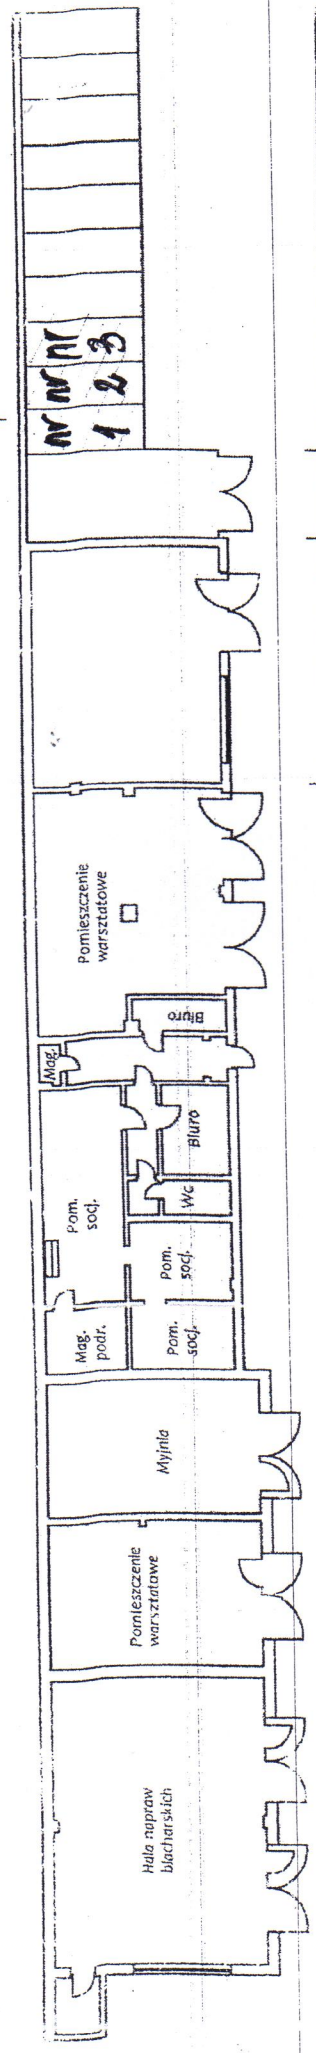 nr
1
nr
2
nr
3
Pomieszczenie
warsztatowe
Biuro
Mag.
Biuro
Pom.
socj.
Wc
Pom.
socj.
Mag.
podr.
Pom.
socj.
Myjnia
Pomieszczenie
warsztatowe
Hala napraw
blacharskich